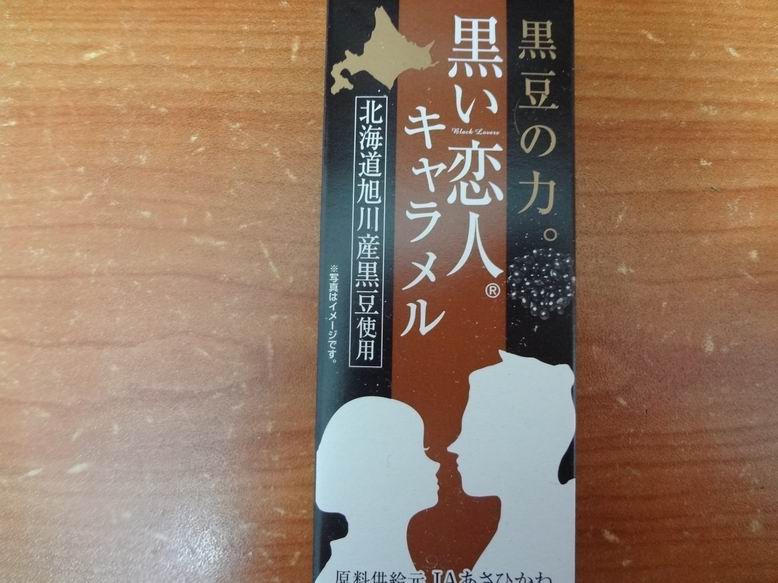 黒豆の力。
黒い恋人®
Black Lovers
キャラメル
北海道旭川産黒豆使用
※写真はイメージです。
原料供給元 JAあさひかわ